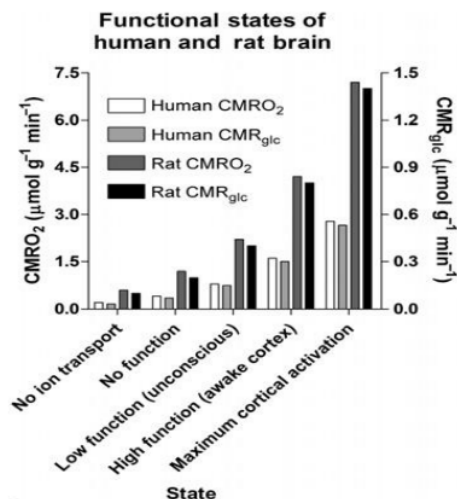 Functional states of
human and rat brain
CMRO₂ (μmol g⁻¹ min⁻¹)
7.5
6.0
4.5
3.0
1.5
0.0
Human CMRO₂
Human CMRglc
Rat CMRO₂
Rat CMRglc
1.5
1.2
0.9
0.6
0.3
0.0
CMRglc (μmol g⁻¹ min⁻¹)
No ion transport
No function
Low function (unconscious)
High function (awake cortex)
Maximum cortical activation
State